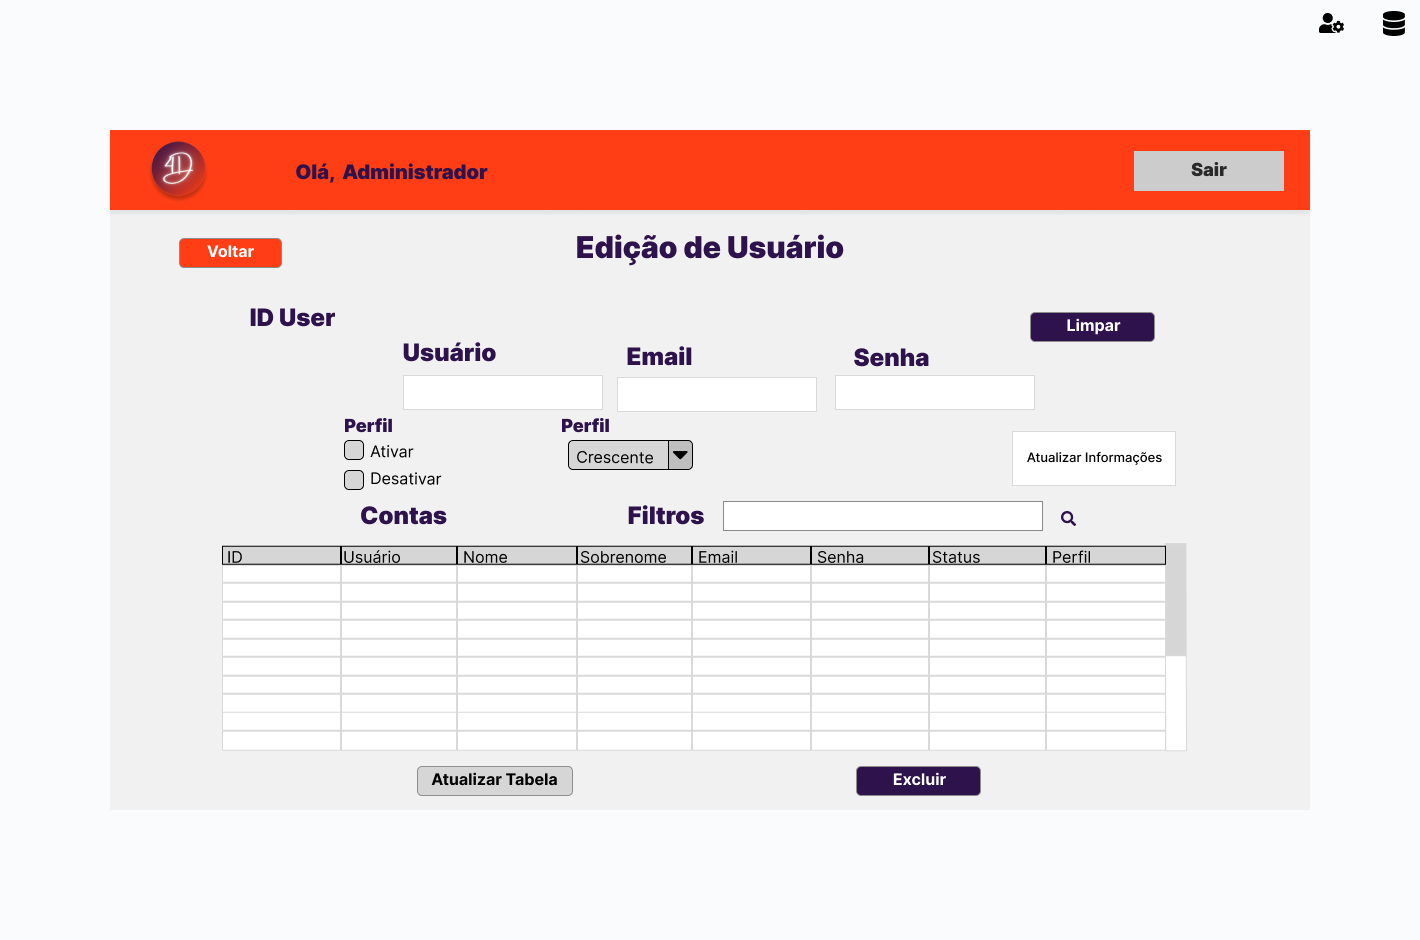 Olá, Administrador
Sair
Voltar
Edição de Usuário
ID User
Limpar
Usuário
Email
Senha
Perfil
Perfil
Ativar
Crescente
Desativar
Atualizar Informações
Contas
Filtros
ID Usuário Nome Sobrenome Email Senha Status Perfil
Atualizar Tabela
Excluir